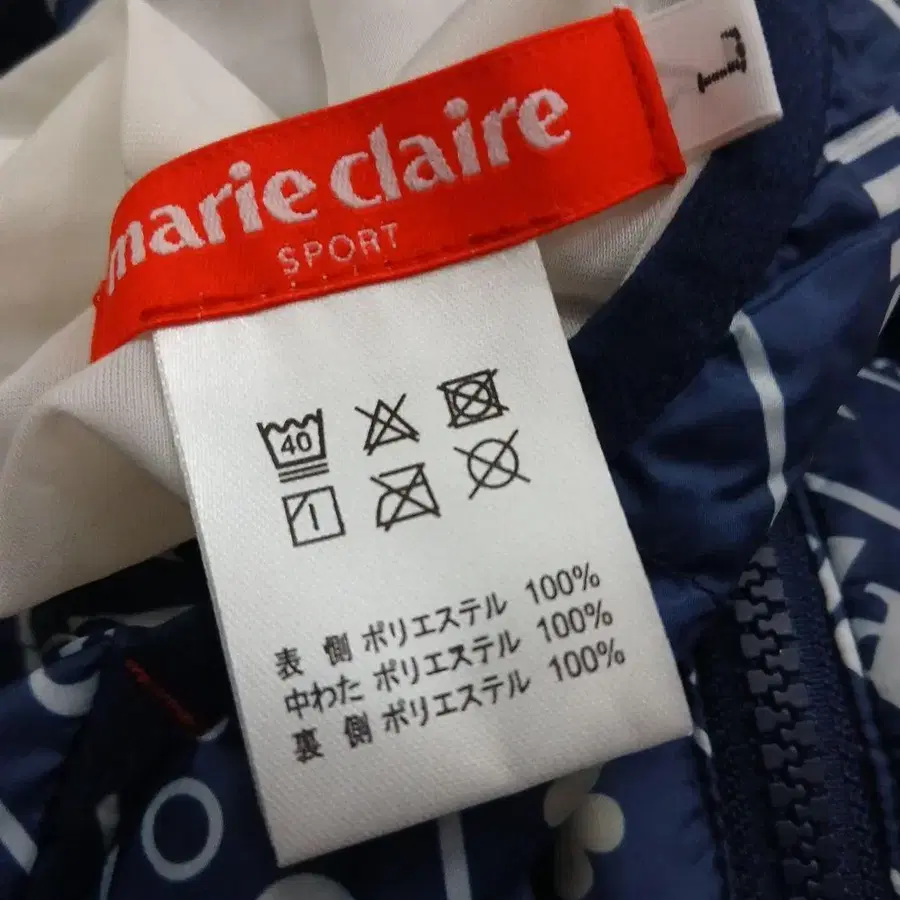 L
marie claire
SPORT
40
表 側 ポリエステル 100%
中わた ポリエステル 100%
裏 側 ポリエステル 100%